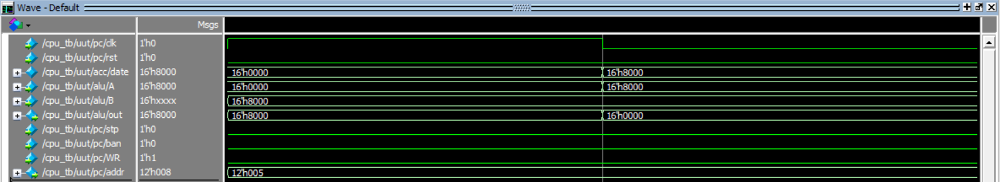 Wave - Default
Msgs
/cpu_tb/uut/pc/clk 1'h0
/cpu_tb/uut/pc/rst 1'h0
/cpu_tb/uut/acc/date 16'h8000 16'h0000 16'h8000
/cpu_tb/uut/alu/A 16'h8000 16'h0000 16'h8000
/cpu_tb/uut/alu/B 16'hxxxx 16'h8000
/cpu_tb/uut/alu/out 16'h8000 16'h8000 16'h0000
/cpu_tb/uut/pc/stp 1'h0
/cpu_tb/uut/pc/ban 1'h0
/cpu_tb/uut/pc/WR 1'h1
/cpu_tb/uut/pc/addr 12'h008 12'h005